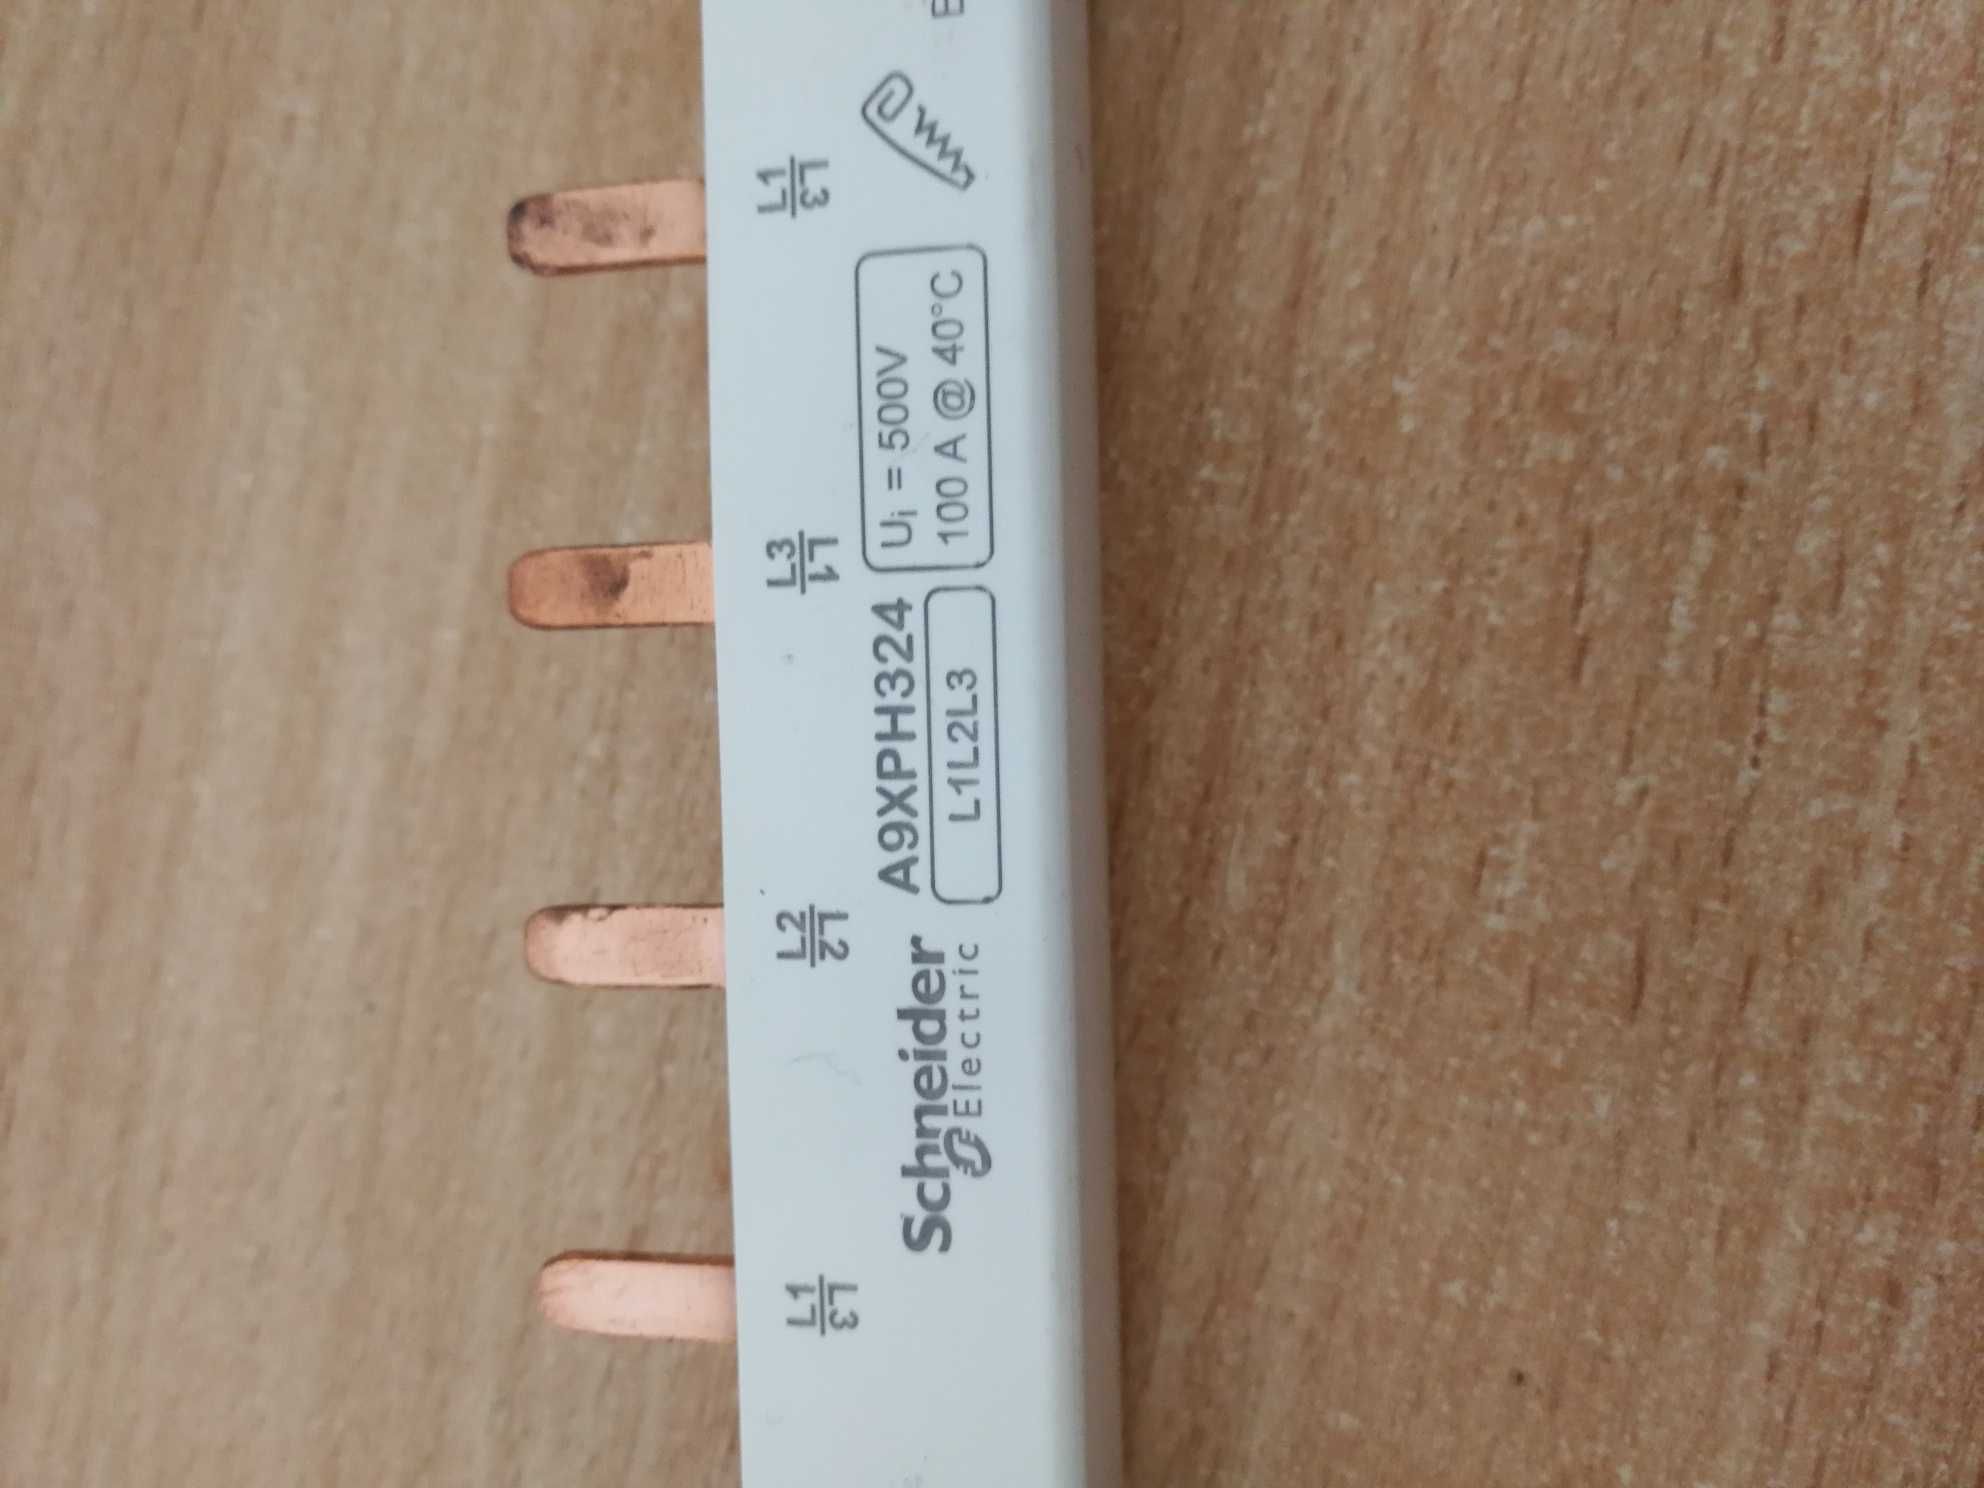 L1 L2 L3 L1
L3 L2 L1 L3
Schneider
Electric
A9XPH324
L1L2L3
Ui = 500V
100 A @ 40°C